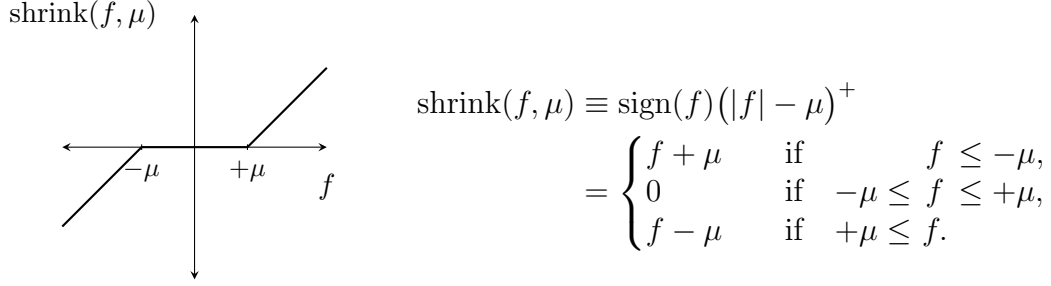 shrink(f, μ)
−μ
+μ
f
shrink(f, μ) ≡ sign(f)(|f| − μ)⁺
= { f + μ if f ≤ −μ,
0 if −μ ≤ f ≤ +μ,
f − μ if +μ ≤ f.